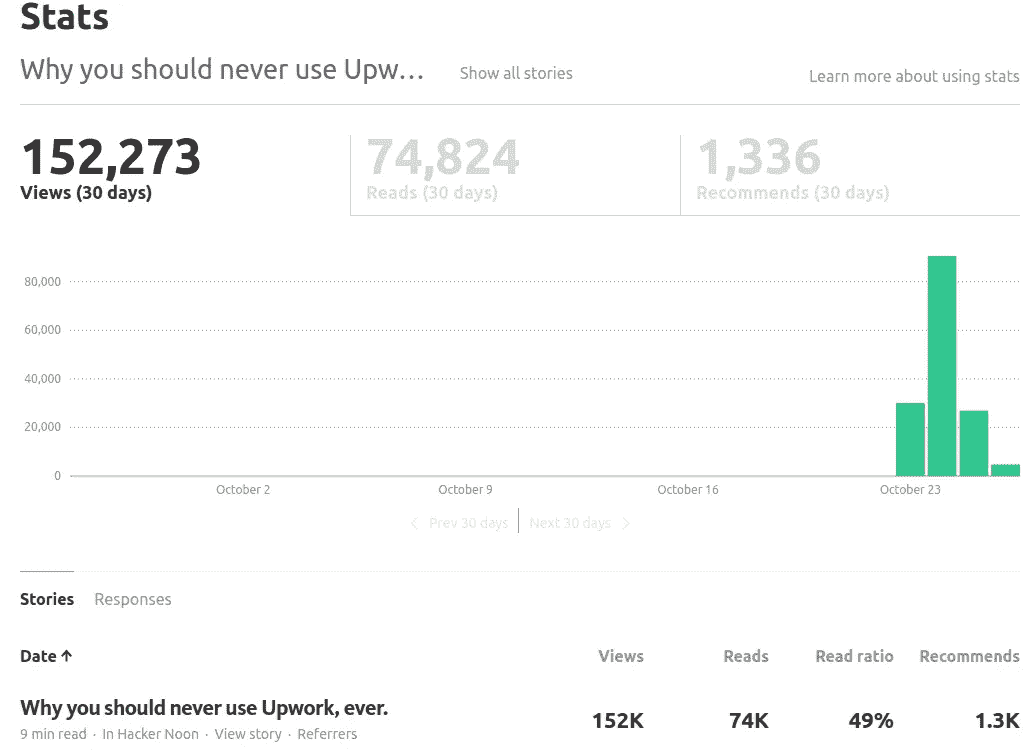 Stats
Why you should never use Upw... Show all stories Learn more about using stats
152,273 74,824 1,336
Views (30 days) Reads (30 days) Recommends (30 days)
80,000
60,000
40,000
20,000
0
October 2 October 9 October 16 October 23
Prev 30 days Next 30 days
Stories Responses
Date ↑ Views Reads Read ratio Recommends
Why you should never use Upwork, ever. 152K 74K 49% 1.3K
9 min read · In Hacker Noon · View story · Referrers